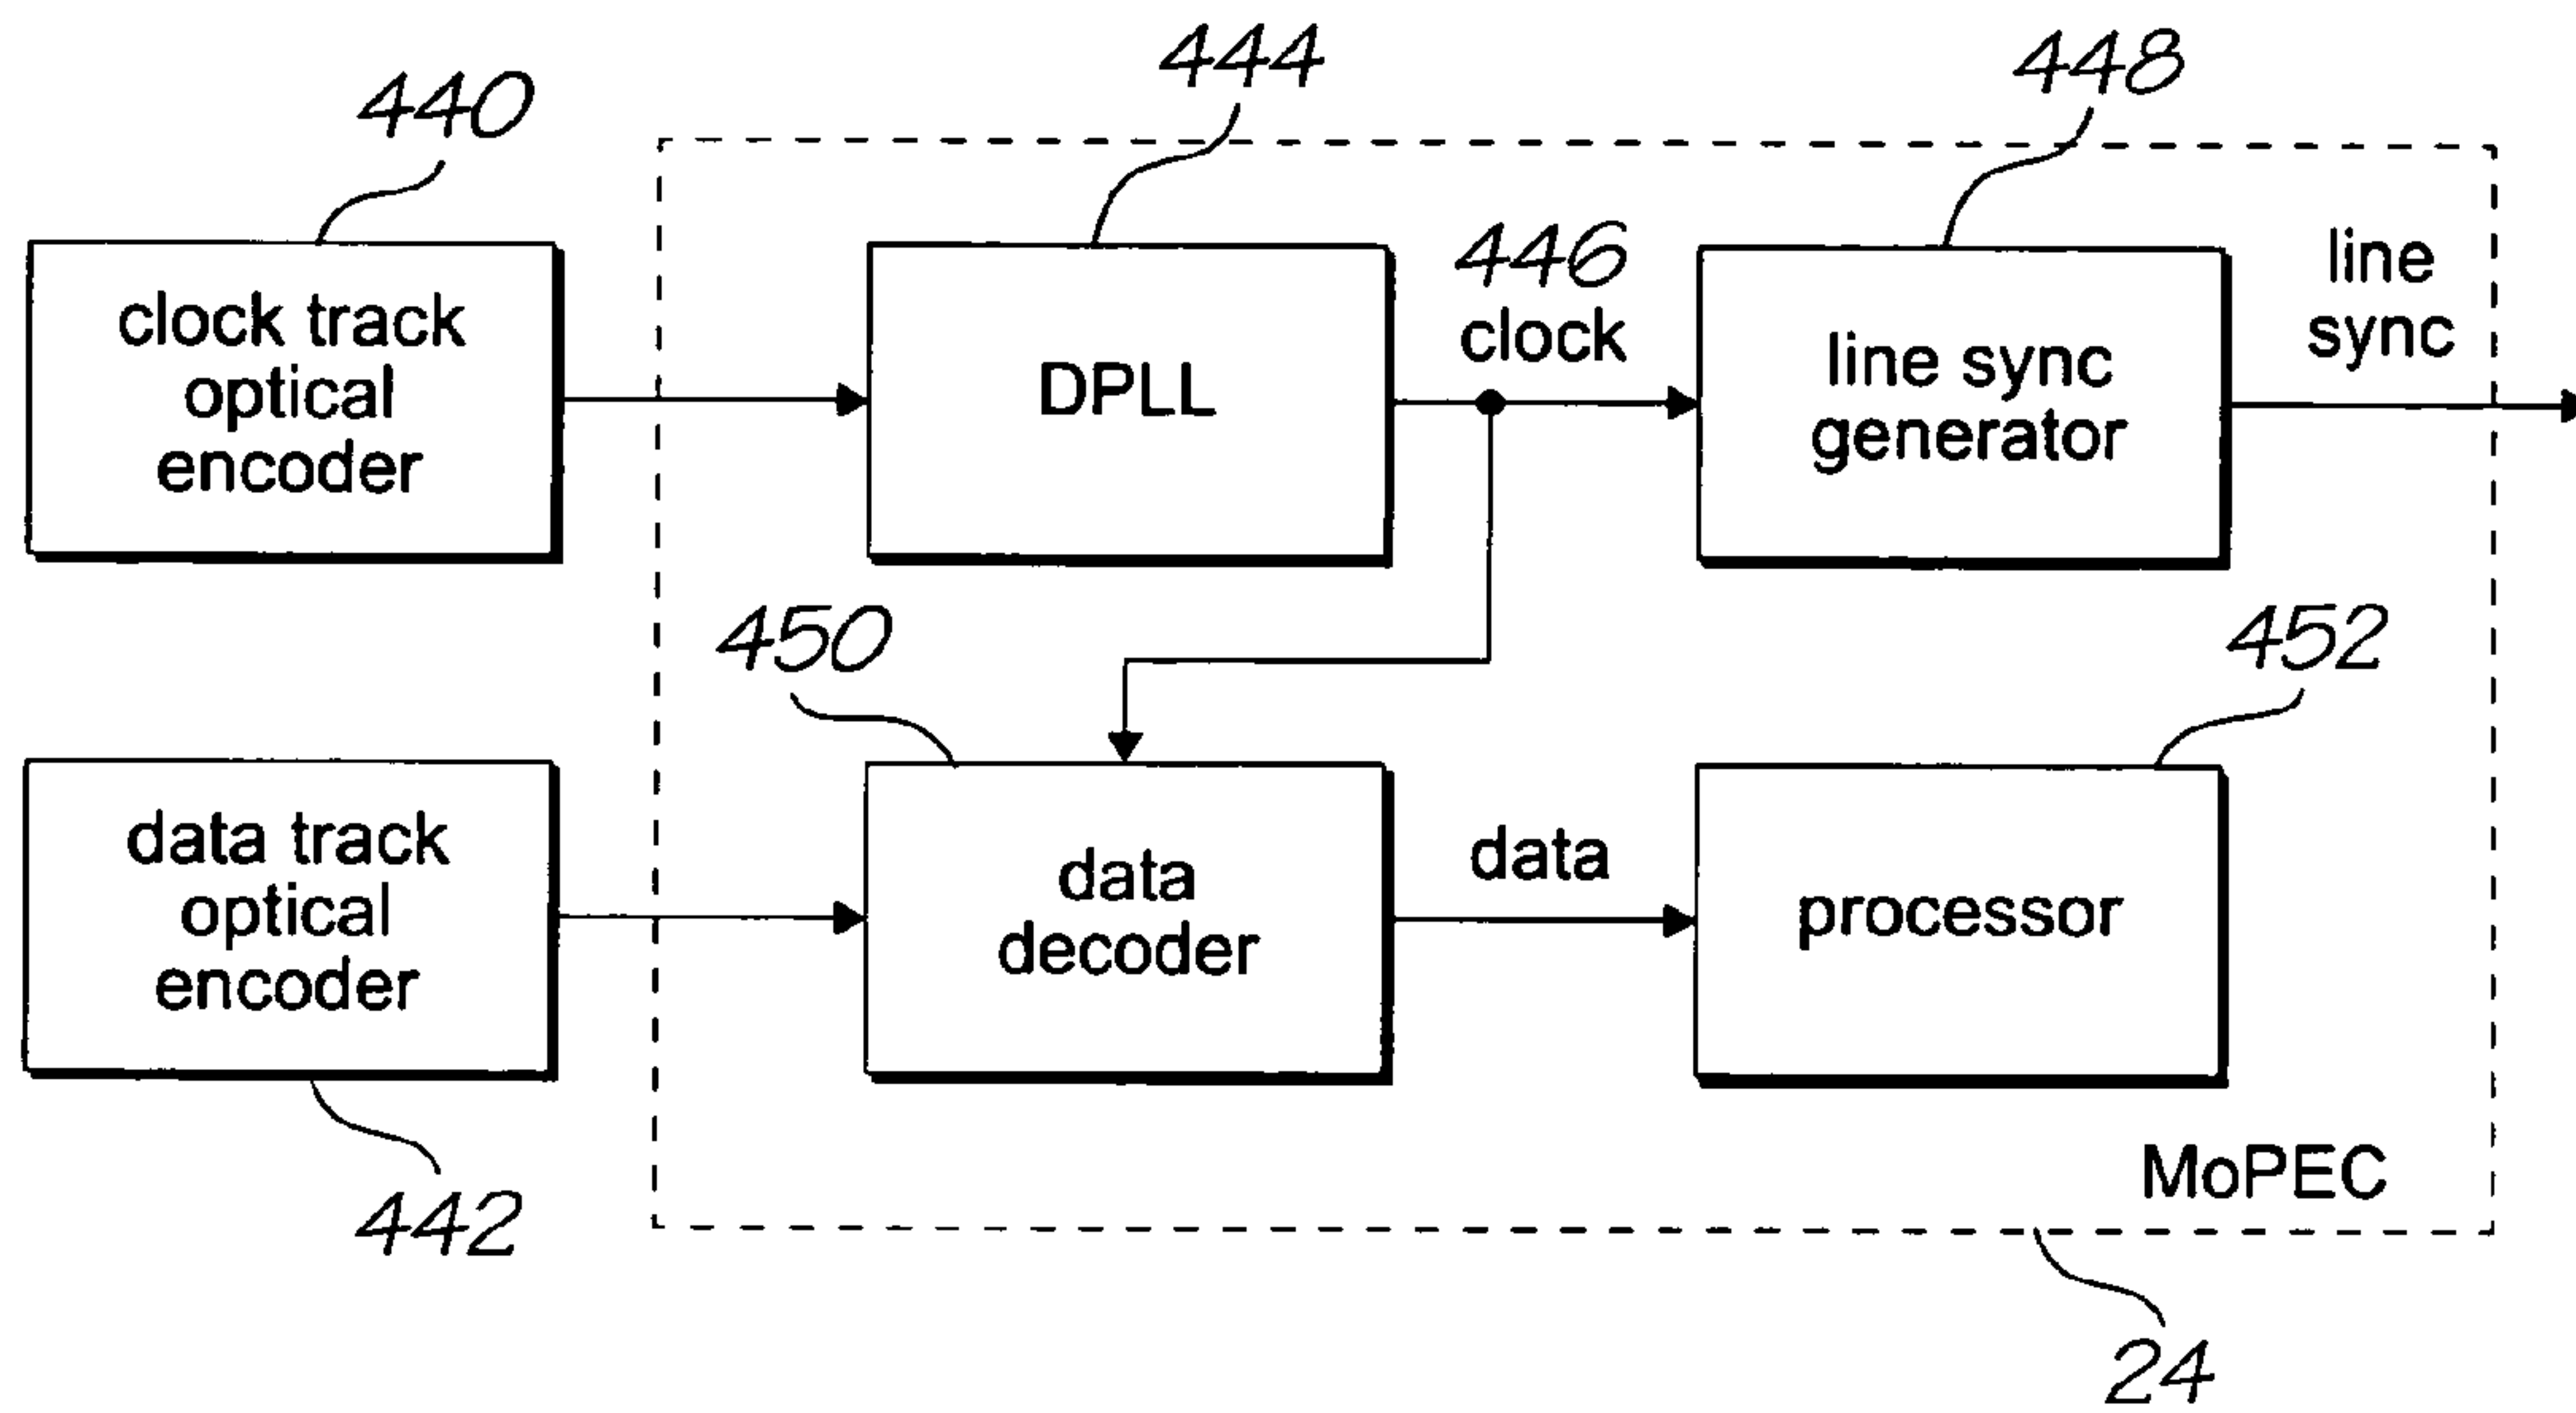 440
444
448
clock track
optical
encoder
DPLL
446
clock
line sync
generator
line
sync
450
452
data track
optical
encoder
data
decoder
data
processor
MoPEC
442
24